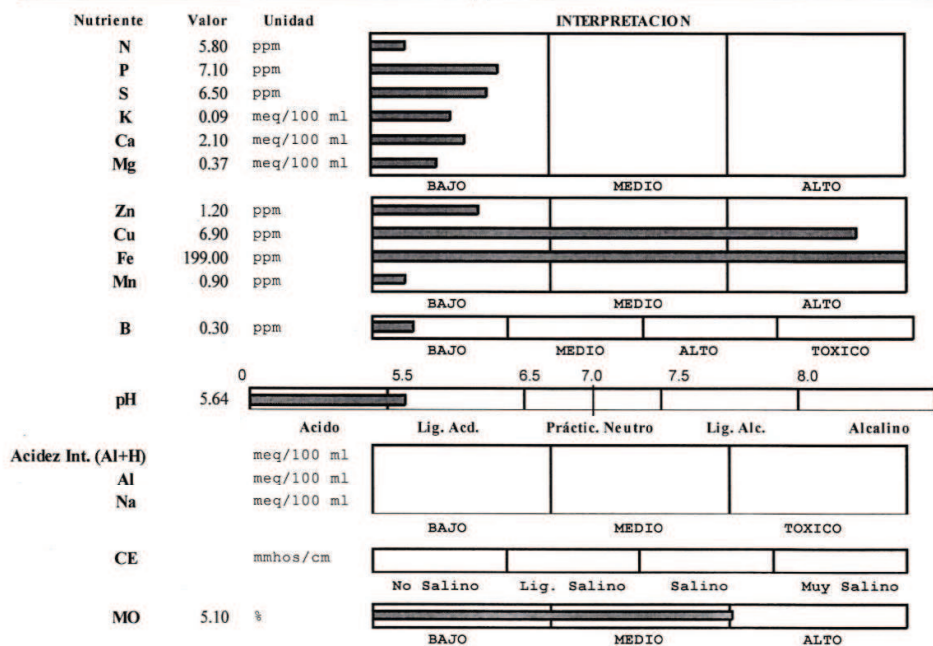 Nutriente Valor Unidad INTERPRETACION
N 5.80 ppm
P 7.10 ppm
S 6.50 ppm
K 0.09 meq/100 ml
Ca 2.10 meq/100 ml
Mg 0.37 meq/100 ml
BAJO MEDIO ALTO
Zn 1.20 ppm
Cu 6.90 ppm
Fe 199.00 ppm
Mn 0.90 ppm
BAJO MEDIO ALTO
B 0.30 ppm
BAJO MEDIO ALTO TOXICO
0 5.5 6.5 7.0 7.5 8.0
pH 5.64
Acido Lig. Acd. Práctic. Neutro Lig. Alc. Alcalino
Acidez Int. (Al+H) meq/100 ml
Al meq/100 ml
Na meq/100 ml
BAJO MEDIO TOXICO
CE mmhos/cm
No Salino Lig. Salino Salino Muy Salino
MO 5.10 %
BAJO MEDIO ALTO